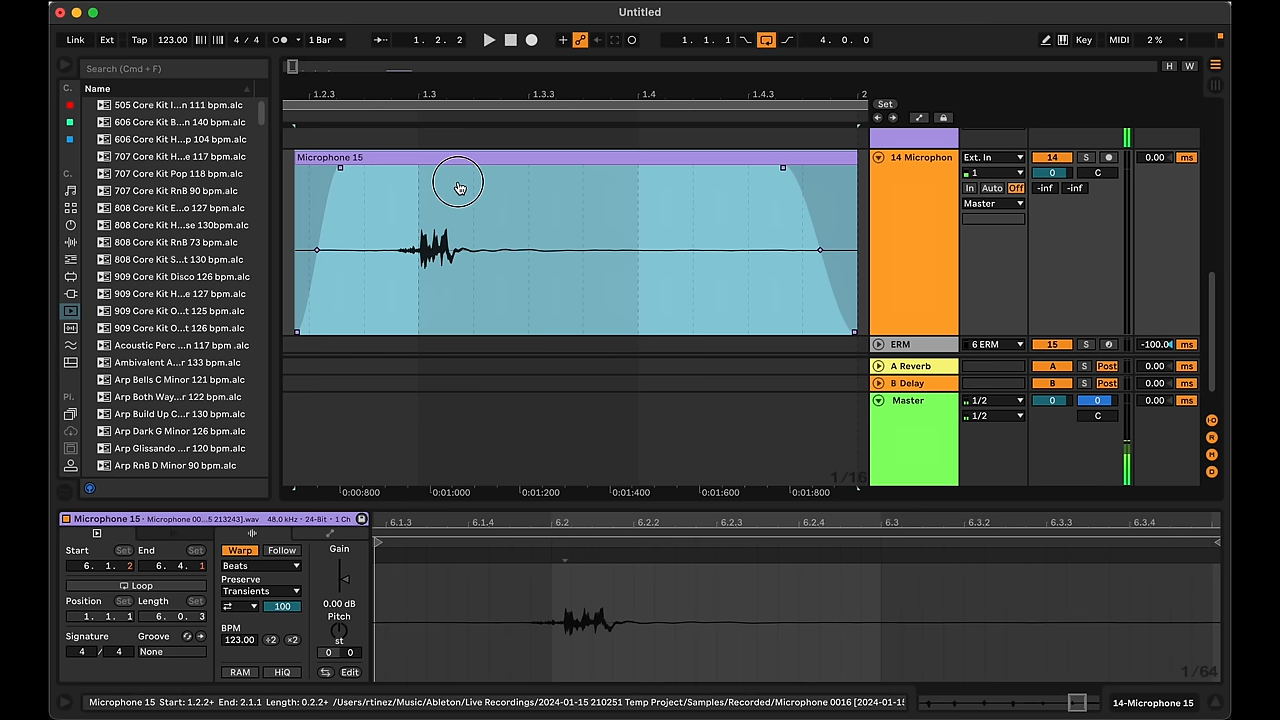 Untitled
Link Ext Tap 123.00 4 / 4 1 Bar 1. 2. 2 1. 1. 1 4. 0. 0 Key MIDI 2 %
Search (Cmd + F)
H W
C. Name
505 Core Kit I...n 111 bpm.alc
606 Core Kit B...n 140 bpm.alc
606 Core Kit H...p 104 bpm.alc
707 Core Kit H...e 117 bpm.alc
C. 707 Core Kit Pop 118 bpm.alc
707 Core Kit RnB 90 bpm.alc
808 Core Kit E...o 127 bpm.alc
808 Core Kit H...se 130bpm.alc
808 Core Kit RnB 73 bpm.alc
808 Core Kit S...t 130 bpm.alc
909 Core Kit Disco 126 bpm.alc
909 Core Kit H...e 127 bpm.alc
909 Core Kit O...t 125 bpm.alc
909 Core Kit O...t 126 bpm.alc
Acoustic Perc ...n 117 bpm .alc
Ambivalent A...r 133 bpm.alc
Arp Bells C Minor 121 bpm.alc
Pl. Arp Both Way...r 122 bpm.alc
Arp Build Up C...r 130 bpm.alc
Arp Dark G Minor 126 bpm.alc
Arp Glissando ...r 120 bpm.alc
Arp RnB D Minor 90 bpm.alc
1.2.3 1.3 1.3.3 1.4 1.4.3 2
Set
Microphone 15
14 Microphon Ext. In 14 S 0.00 ms
1 0 C
In Auto Off -inf -inf
Master
ERM 6 ERM 15 S -100.0 ms
A Reverb A S Post 0.00 ms
B Delay B S Post 0.00 ms
Master 1/2 0 0 0.00 ms
1/2 C
1/16
0:00:800 0:01:000 0:01:200 0:01:400 0:01:600 0:01:800
Microphone 15 · Microphone 00...5 213243].wav 48.0 kHz · 24-Bit · 1 Ch
Start Set End Set
6. 1. 2 6. 4. 1
Loop
Position Set Length Set
1. 1. 1 6. 0. 3
Signature Groove
4 / 4 None
Warp Follow
Beats
Preserve
Transients
100
BPM
123.00 ÷2 ×2
RAM HiQ
Gain
0.00 dB
Pitch
st
0 0
Edit
6.1.3 6.1.4 6.2 6.2.2 6.2.3 6.2.4 6.3 6.3.2 6.3.3 6.3.4
1/64
Microphone 15 Start: 1.2.2+ End: 2.1.1 Length: 0.2.2+ /Users/rtinez/Music/Ableton/Live Recordings/2024-01-15 210251 Temp Project/Samples/Recorded/Microphone 0016 [2024-01-15
14-Microphone 15